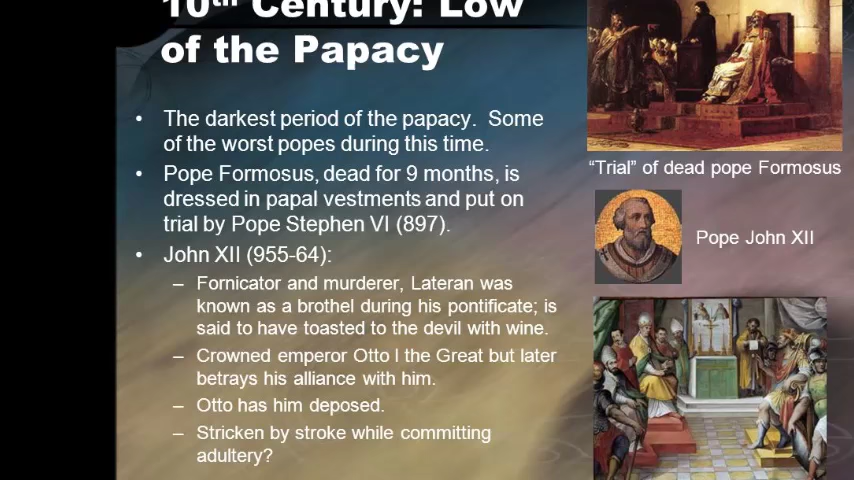 10th Century: Low
of the Papacy
• The darkest period of the papacy. Some
of the worst popes during this time.
• Pope Formosus, dead for 9 months, is
dressed in papal vestments and put on
trial by Pope Stephen VI (897).
• John XII (955-64):
– Fornicator and murderer, Lateran was
known as a brothel during his pontificate; is
said to have toasted to the devil with wine.
– Crowned emperor Otto I the Great but later
betrays his alliance with him.
– Otto has him deposed.
– Stricken by stroke while committing
adultery?
“Trial” of dead pope Formosus
Pope John XII